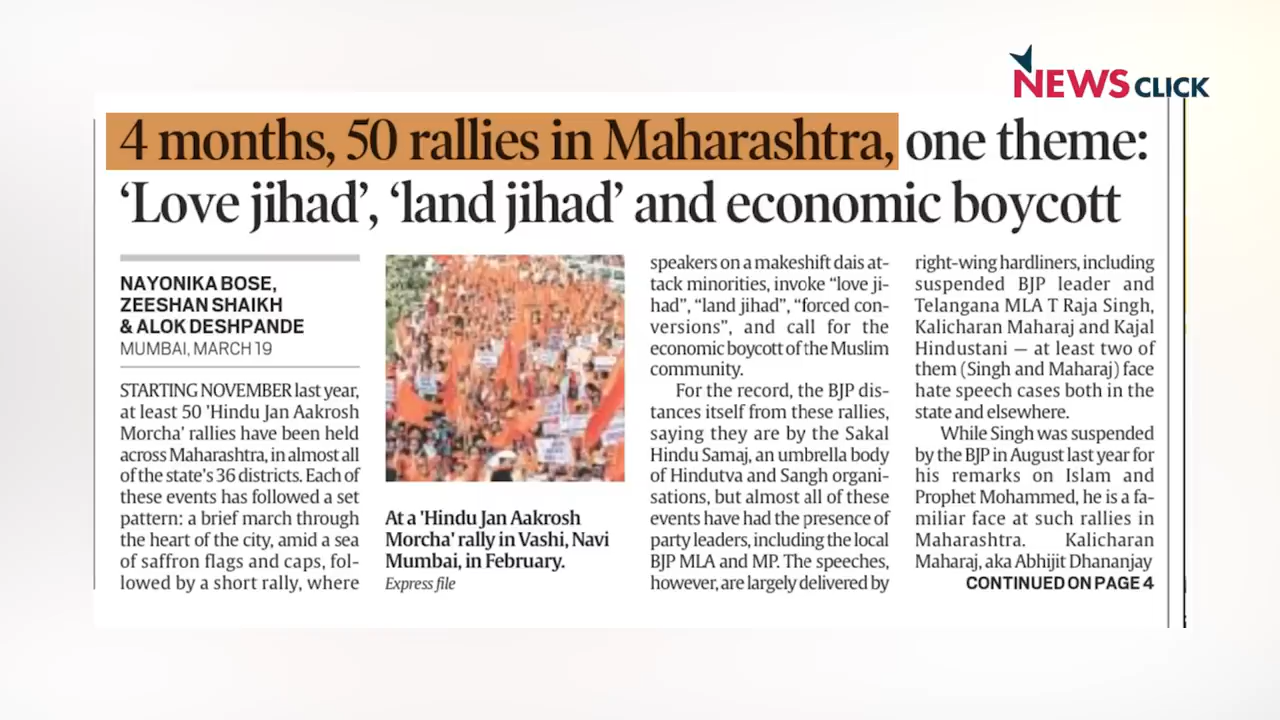 NEWS CLICK
4 months, 50 rallies in Maharashtra, one theme:
‘Love jihad’, ‘land jihad’ and economic boycott
NAYONIKA BOSE,
ZEESHAN SHAIKH
& ALOK DESHPANDE
MUMBAI, MARCH 19
STARTING NOVEMBER last year,
at least 50 'Hindu Jan Aakrosh
Morcha' rallies have been held
across Maharashtra, in almost all
of the state's 36 districts. Each of
these events has followed a set
pattern: a brief march through
the heart of the city, amid a sea
of saffron flags and caps, fol-
lowed by a short rally, where
At a 'Hindu Jan Aakrosh
Morcha' rally in Vashi, Navi
Mumbai, in February.
Express file
speakers on a makeshift dais at-
tack minorities, invoke “love ji-
had”, “land jihad”, “forced con-
versions”, and call for the
economic boycott of the Muslim
community.
For the record, the BJP dis-
tances itself from these rallies,
saying they are by the Sakal
Hindu Samaj, an umbrella body
of Hindutva and Sangh organi-
sations, but almost all of these
events have had the presence of
party leaders, including the local
BJP MLA and MP. The speeches,
however, are largely delivered by
right-wing hardliners, including
suspended BJP leader and
Telangana MLA T Raja Singh,
Kalicharan Maharaj and Kajal
Hindustani — at least two of
them (Singh and Maharaj) face
hate speech cases both in the
state and elsewhere.
While Singh was suspended
by the BJP in August last year for
his remarks on Islam and
Prophet Mohammed, he is a fa-
miliar face at such rallies in
Maharashtra. Kalicharan
Maharaj, aka Abhijit Dhananjay
CONTINUED ON PAGE 4